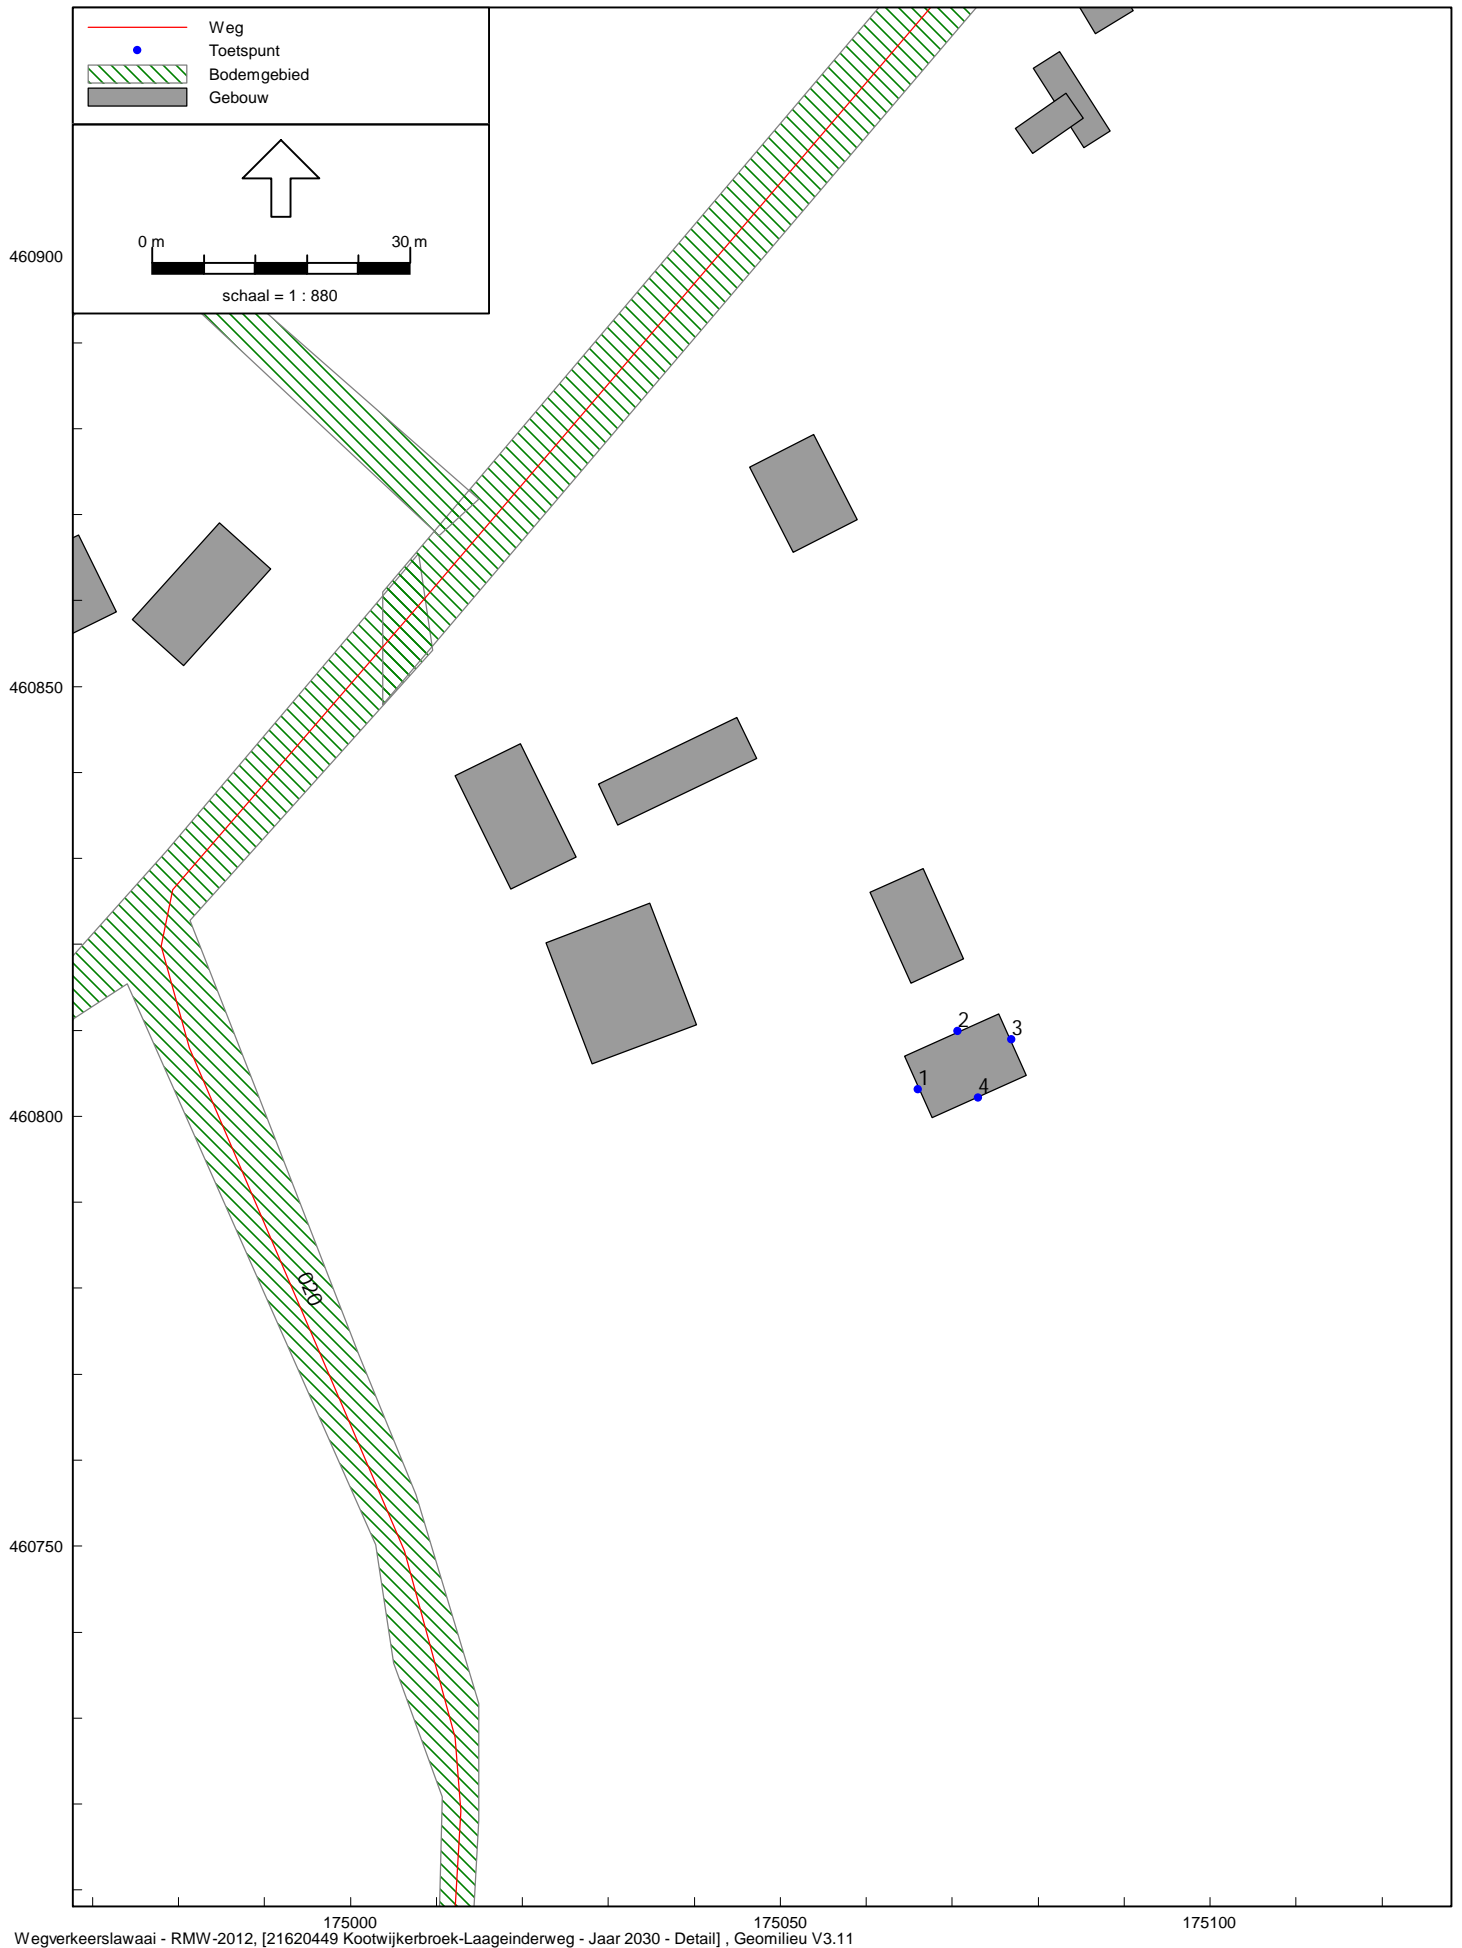 Weg
Toetspunt
Bodemgebied
Gebouw
0 m 30 m
schaal = 1 : 880
460900
460850
460800
460750
2
3
1
4
020
175000 175050 175100
Wegverkeerslawaai - RMW-2012, [21620449 Kootwijkerbroek-Laageinderweg - Jaar 2030 - Detail] , Geomilieu V3.11